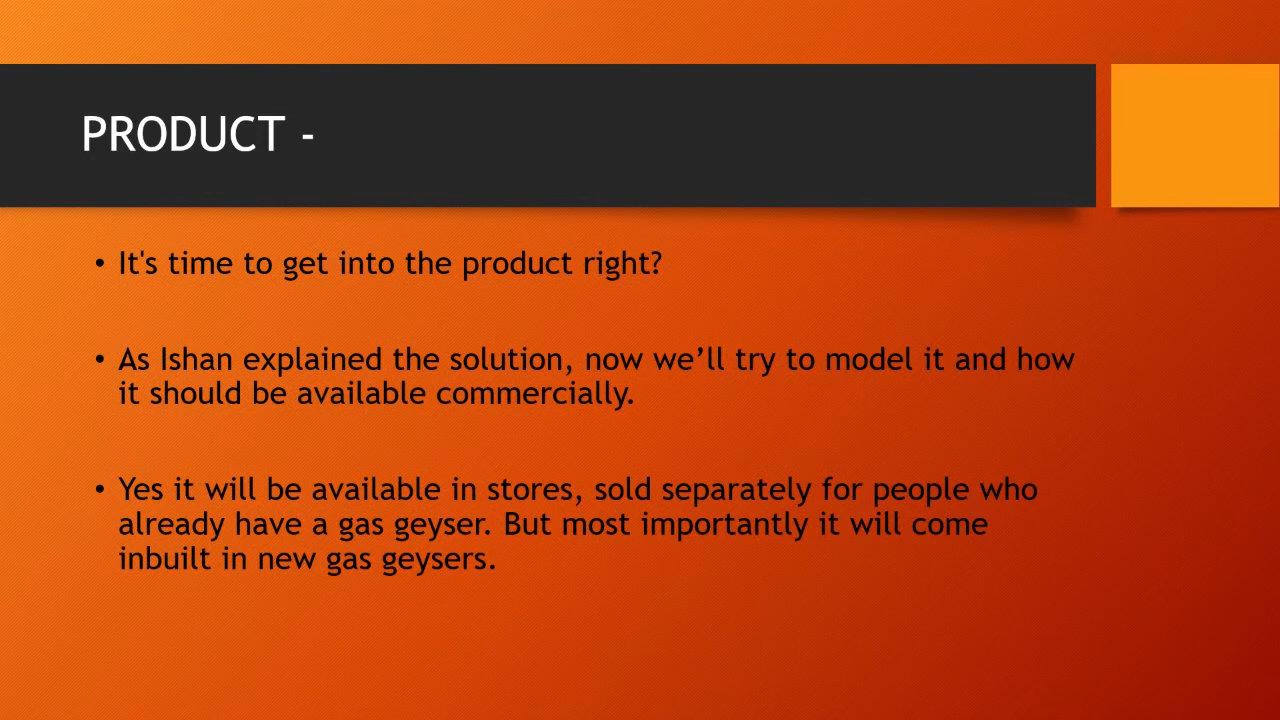 PRODUCT -
• It's time to get into the product right?
• As Ishan explained the solution, now we’ll try to model it and how
it should be available commercially.
• Yes it will be available in stores, sold separately for people who
already have a gas geyser. But most importantly it will come
inbuilt in new gas geysers.